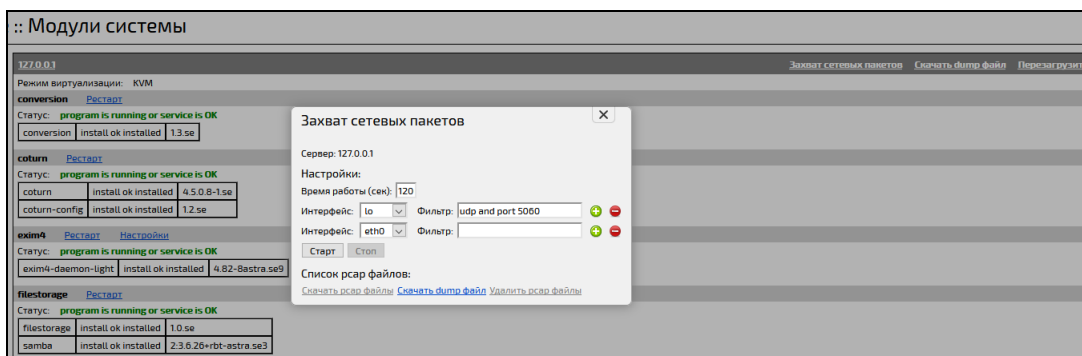 :: Модули системы
127.0.0.1 Захват сетевых пакетов Скачать dump файл Перезагрузит
Режим виртуализации: KVM
conversion Рестарт
Статус: program is running or service is OK
conversion install ok installed 1.3.se
coturn Рестарт
Статус: program is running or service is OK
coturn install ok installed 4.5.0.8-1.se
coturn-config install ok installed 1.2.se
exim4 Рестарт Настройки
Статус: program is running or service is OK
exim4-daemon-light install ok installed 4.82-8astra.se9
filestorage Рестарт
Статус: program is running or service is OK
filestorage install ok installed 1.0.se
samba install ok installed 2:3.6.26+rbt-astra.se3
Захват сетевых пакетов X
Сервер: 127.0.0.1
Настройки:
Время работы (сек): 120
Интерфейс: lo Фильтр: udp and port 5060
Интерфейс: eth0 Фильтр:
Старт Стоп
Список pcap файлов:
Скачать pcap файлы Скачать dump файл Удалить pcap файлы